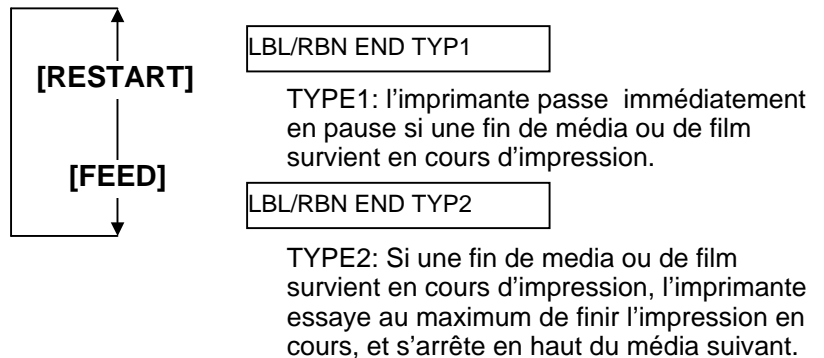 [RESTART]
[FEED]
LBL/RBN END TYP1
TYPE1: l'imprimante passe  immédiatement
en pause si une fin de média ou de film
survient en cours d'impression.
LBL/RBN END TYP2
TYPE2: Si une fin de media ou de film
survient en cours d'impression, l'imprimante
essaye au maximum de finir l'impression en
cours, et s'arrête en haut du média suivant.